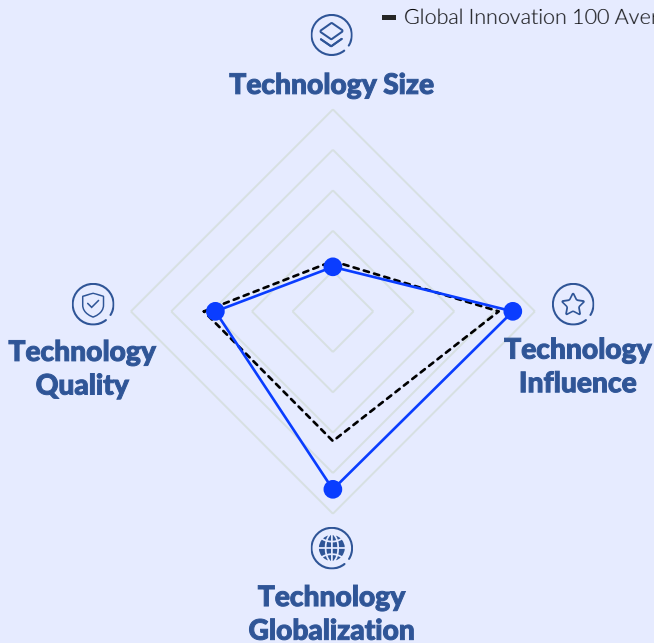 Global Innovation 100 Aver
Technology Size
Technology
Quality
Technology
Influence
Technology
Globalization